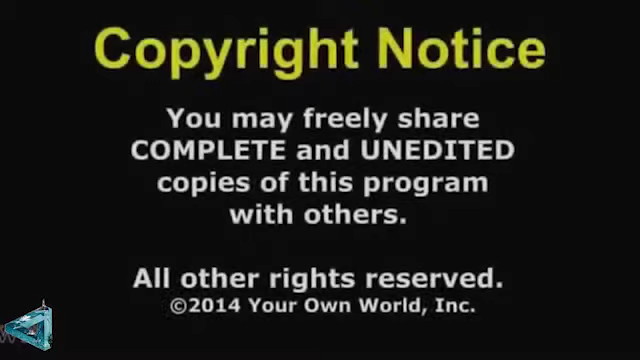 Copyright Notice
You may freely share
COMPLETE and UNEDITED
copies of this program
with others.
All other rights reserved.
©2014 Your Own World, Inc.